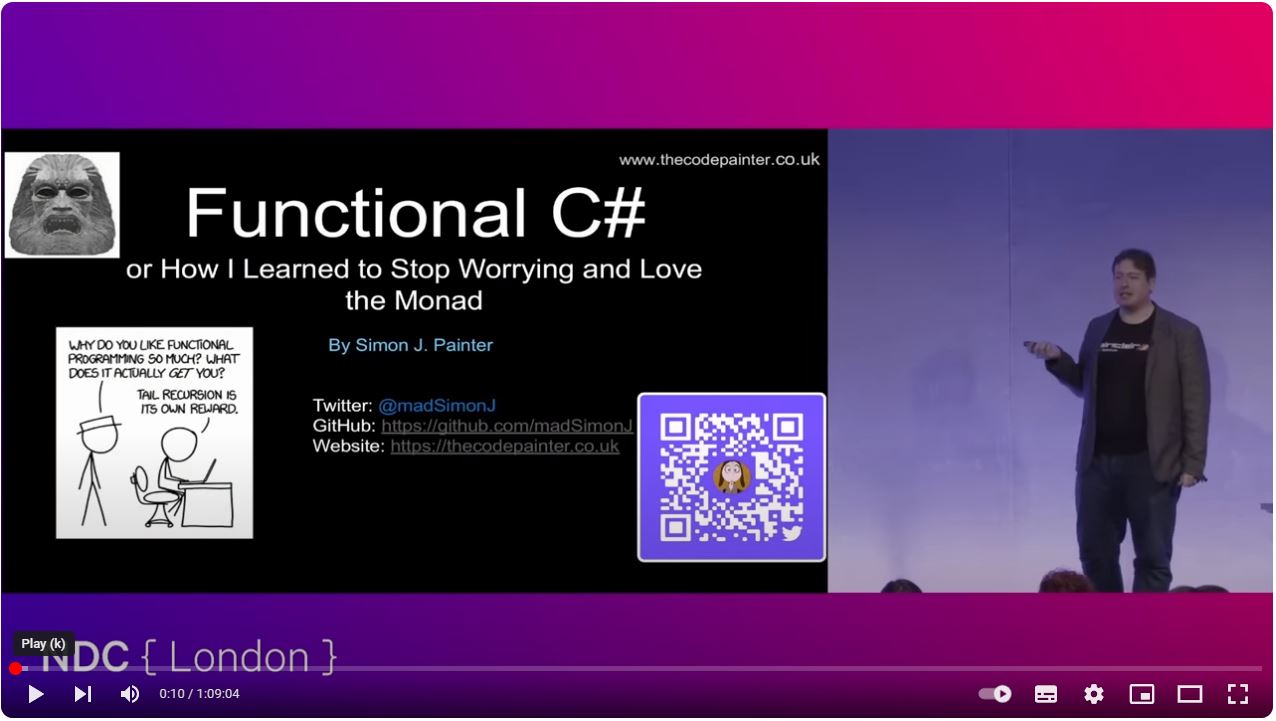 www.thecodepainter.co.uk
Functional C#
or How I Learned to Stop Worrying and Love
the Monad
By Simon J. Painter
WHY DO YOU LIKE FUNCTIONAL
PROGRAMMING SO MUCH? WHAT
DOES IT ACTUALLY GET YOU?
TAIL RECURSION IS
ITS OWN REWARD.
Twitter: @madSimonJ
GitHub: https://github.com/madSimonJ
Website: https://thecodepainter.co.uk
Play (k)
NDC { London }
0:10 / 1:09:04